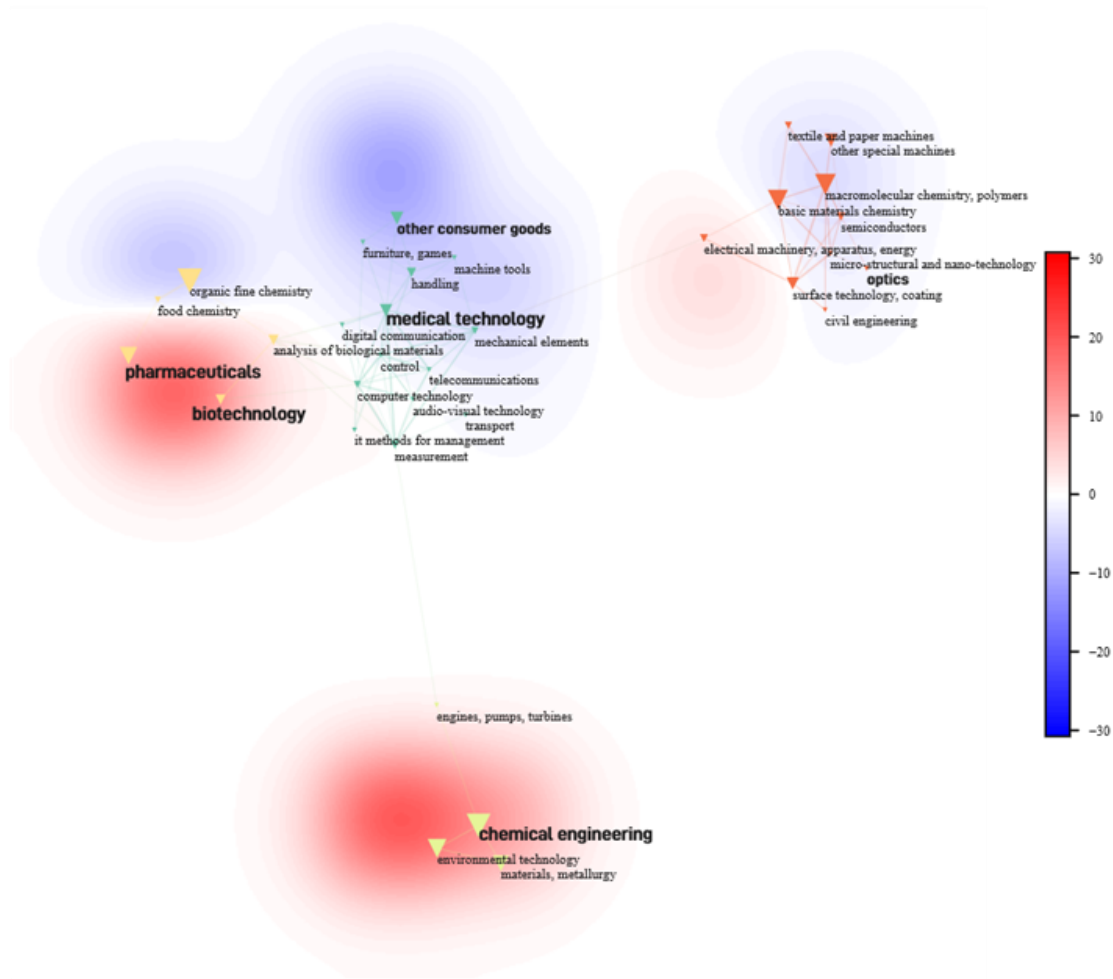 textile and paper machines
other special machines
macromolecular chemistry, polymers
basic materials chemistry
semiconductors
other consumer goods
electrical machinery, apparatus, energy
furniture, games
machine tools
micro-structural and nano-technology
handling
optics
organic fine chemistry
surface technology, coating
food chemistry
medical technology
civil engineering
digital communication
mechanical elements
analysis of biological materials
control
pharmaceuticals
telecommunications
computer technology
biotechnology
audio-visual technology
transport
it methods for management
measurement
engines, pumps, turbines
chemical engineering
environmental technology
materials, metallurgy
30
20
10
0
−10
−20
−30